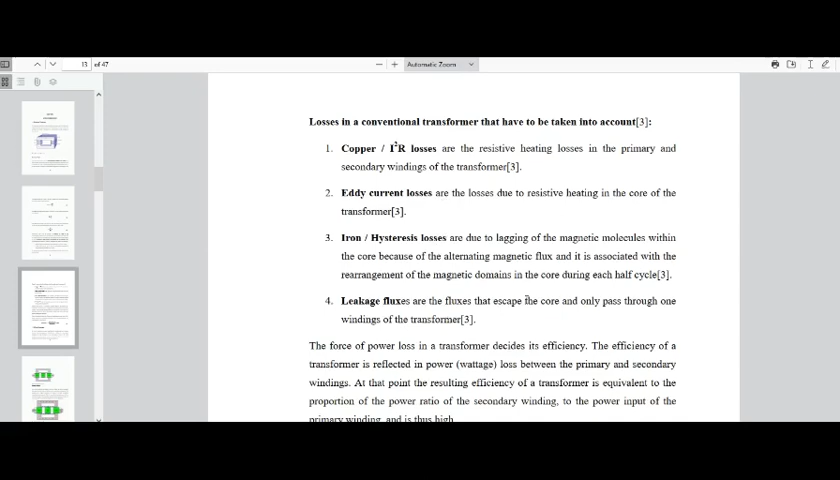 13 of 47
Automatic Zoom
Losses in a conventional transformer that have to be taken into account[3]:
1. Copper / I²R losses are the resistive heating losses in the primary and
secondary windings of the transformer[3].
2. Eddy current losses are the losses due to resistive heating in the core of the
transformer[3].
3. Iron / Hysteresis losses are due to lagging of the magnetic molecules within
the core because of the alternating magnetic flux and it is associated with the
rearrangement of the magnetic domains in the core during each half cycle[3].
4. Leakage fluxes are the fluxes that escape the core and only pass through one
windings of the transformer[3].
The force of power loss in a transformer decides its efficiency. The efficiency of a
transformer is reflected in power (wattage) loss between the primary and secondary
windings. At that point the resulting efficiency of a transformer is equivalent to the
proportion of the power ratio of the secondary winding, to the power input of the
primary winding, and is thus high.